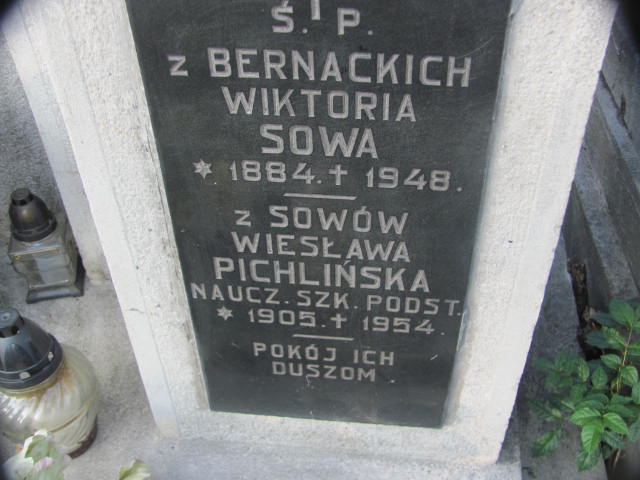 Ś. † P.
z BERNACKICH
WIKTORIA
SOWA
* 1884. † 1948.
z SOWÓW
WIESŁAWA
PICHLIŃSKA
NAUCZ. SZK. PODST.
* 1905. † 1954.
POKÓJ ICH
DUSZOM